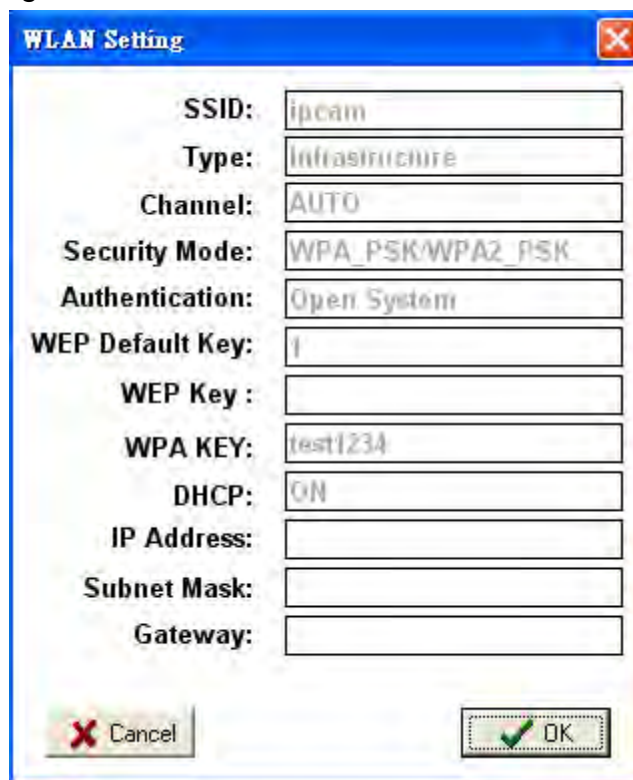 WLAN Setting
SSID: ipcam
Type: Infrastructure
Channel: AUTO
Security Mode: WPA_PSK/WPA2_PSK
Authentication: Open System
WEP Default Key: 1
WEP Key :
WPA KEY: test1234
DHCP: ON
IP Address:
Subnet Mask:
Gateway:
Cancel OK